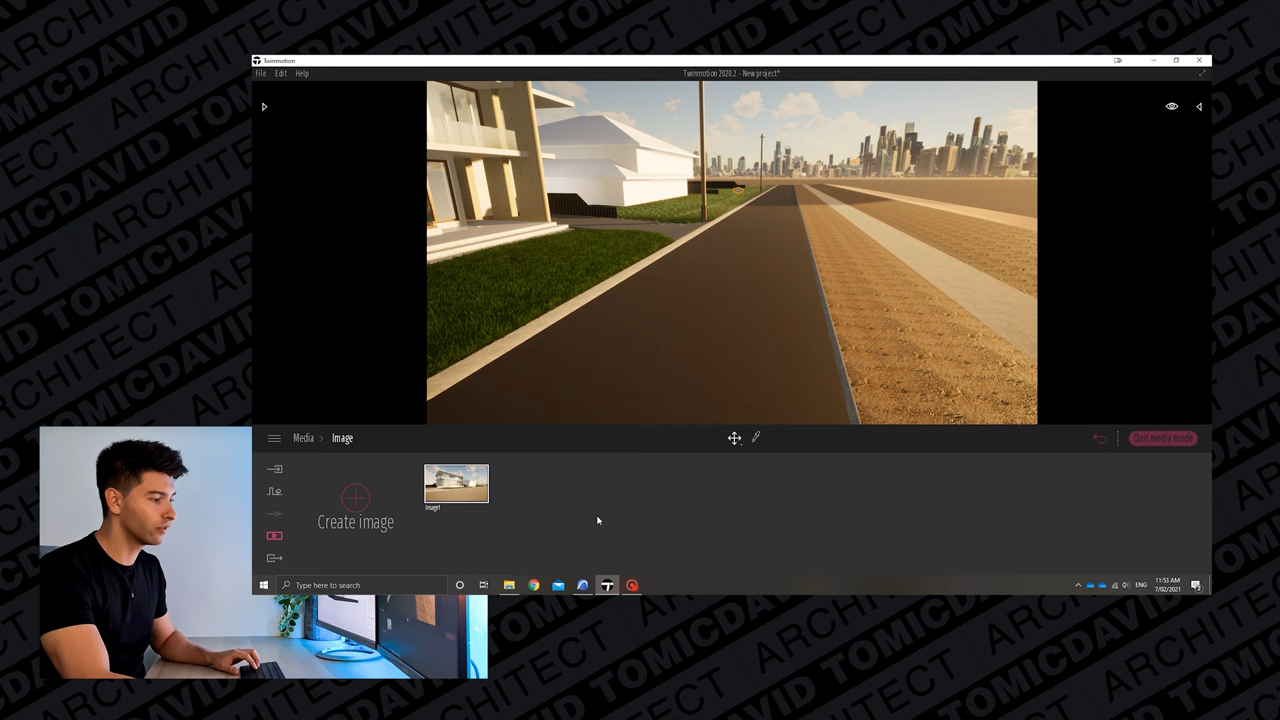 Twinmotion
File Edit Help
Twinmotion 2020.2 - New project*
Media > Image
Quit media mode
Create image
Image1
Type here to search
ENG
11:53 AM
7/02/2021
ARCHITECT
DAVID TOMIC